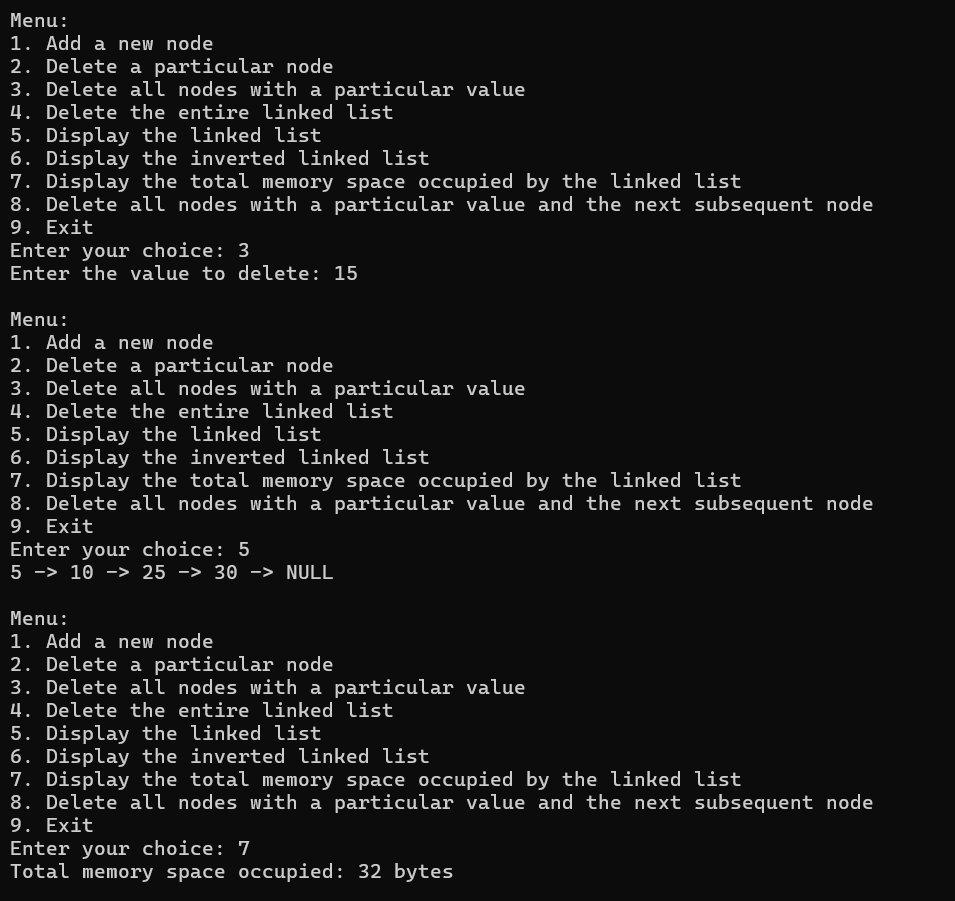 Menu:
1. Add a new node
2. Delete a particular node
3. Delete all nodes with a particular value
4. Delete the entire linked list
5. Display the linked list
6. Display the inverted linked list
7. Display the total memory space occupied by the linked list
8. Delete all nodes with a particular value and the next subsequent node
9. Exit
Enter your choice: 3
Enter the value to delete: 15

Menu:
1. Add a new node
2. Delete a particular node
3. Delete all nodes with a particular value
4. Delete the entire linked list
5. Display the linked list
6. Display the inverted linked list
7. Display the total memory space occupied by the linked list
8. Delete all nodes with a particular value and the next subsequent node
9. Exit
Enter your choice: 5
5 -> 10 -> 25 -> 30 -> NULL

Menu:
1. Add a new node
2. Delete a particular node
3. Delete all nodes with a particular value
4. Delete the entire linked list
5. Display the linked list
6. Display the inverted linked list
7. Display the total memory space occupied by the linked list
8. Delete all nodes with a particular value and the next subsequent node
9. Exit
Enter your choice: 7
Total memory space occupied: 32 bytes